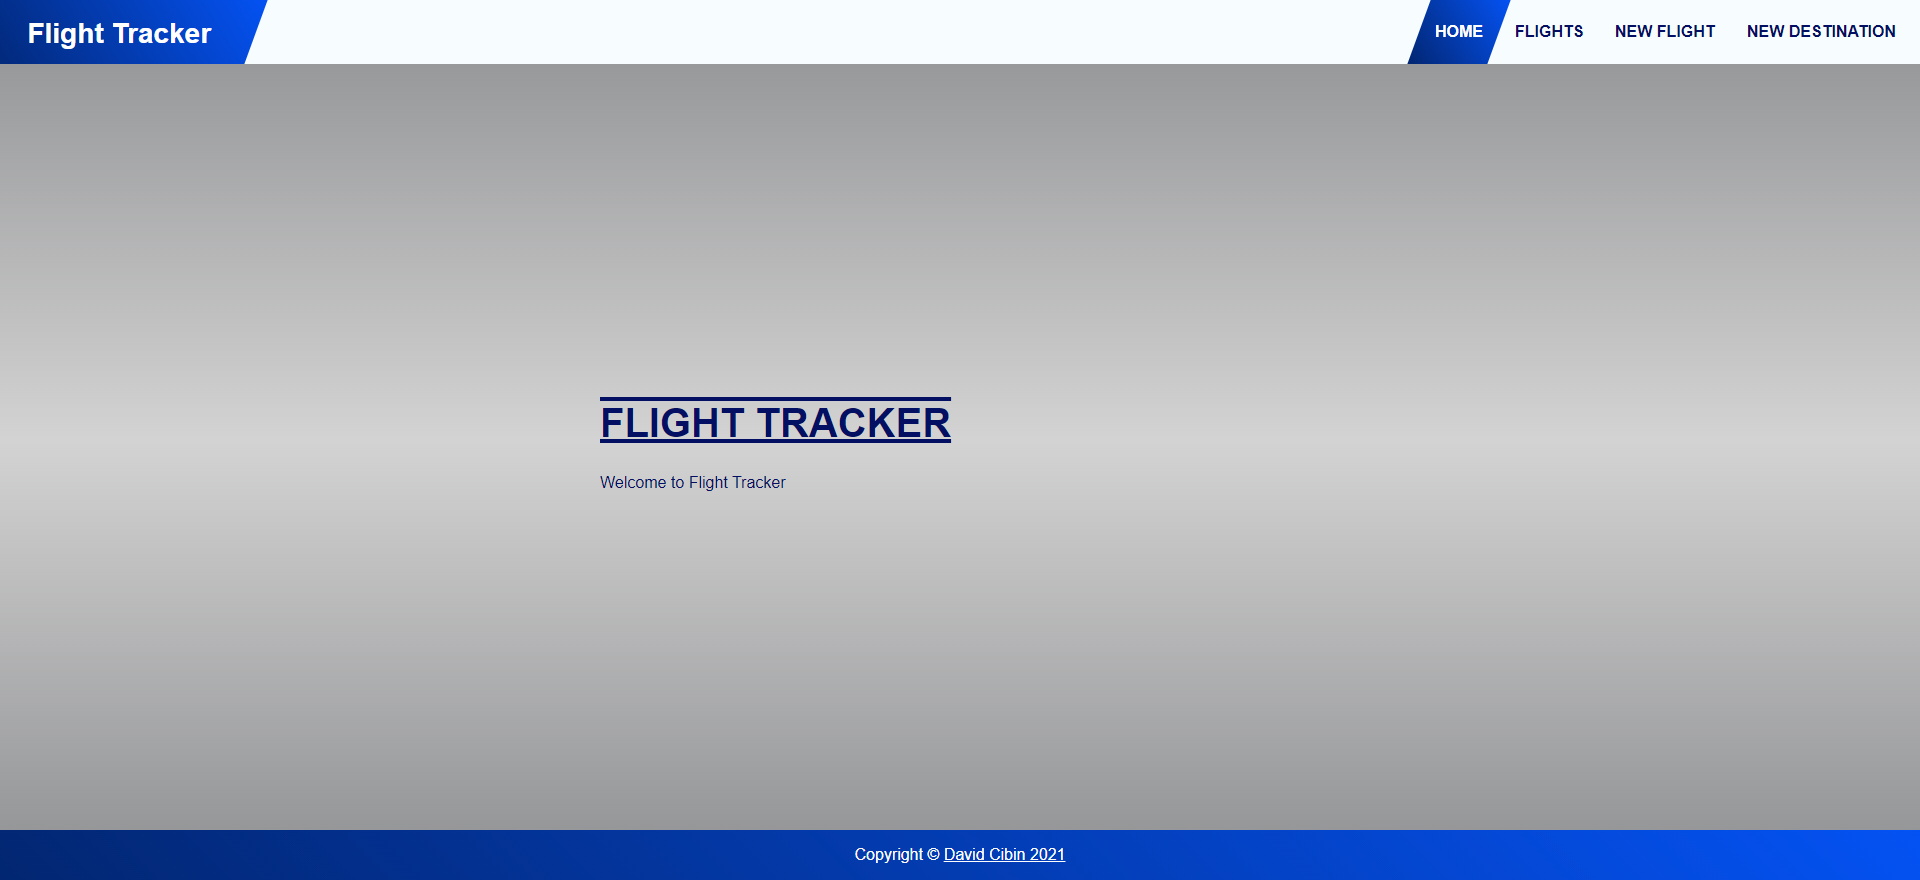 Flight Tracker
HOME FLIGHTS NEW FLIGHT NEW DESTINATION
FLIGHT TRACKER
Welcome to Flight Tracker
Copyright © David Cibin 2021